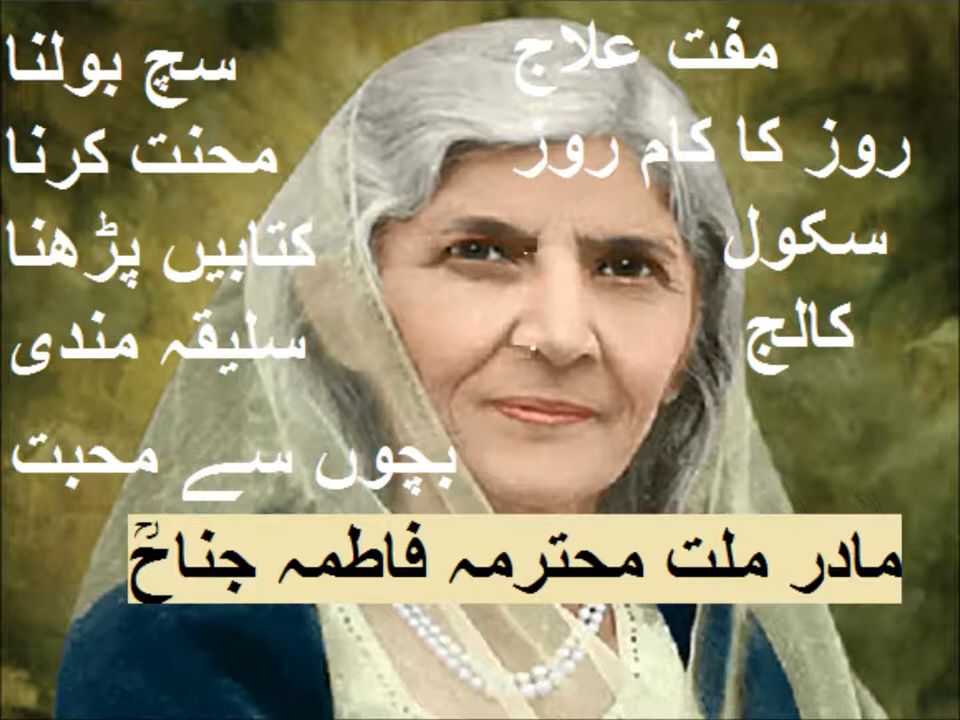 مفت علاج
روز کا کام روز
سکول
کالج
سچ بولنا
محنت کرنا
کتابیں پڑھنا
سلیقہ مندی
بچوں سے محبت
مادر ملت محترمہ فاطمہ جناحؒ